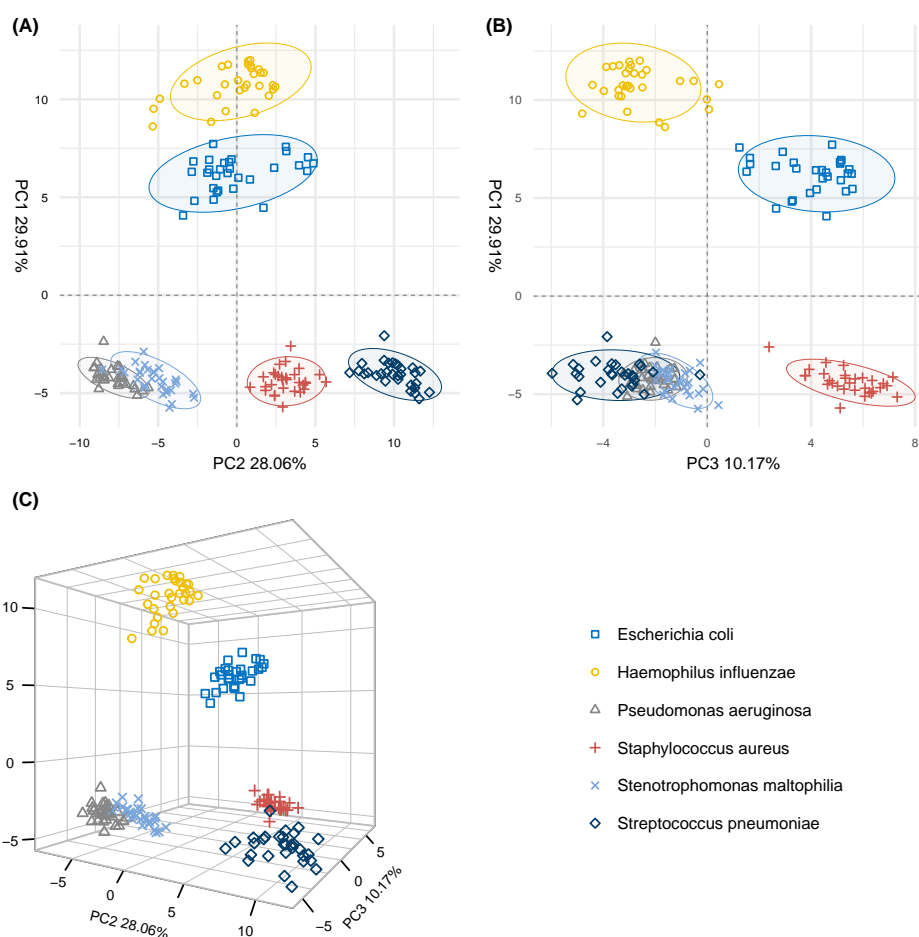 (A)
10
5
0
−5
PC1 29.91%
−10
−5
0
5
10
PC2 28.06%
(B)
10
5
0
−5
PC1 29.91%
−4
0
4
8
PC3 10.17%
(C)
10
5
0
−5
−5
0
5
10
PC2 28.06%
−5
0
5
PC3 10.17%
Escherichia coli
Haemophilus influenzae
Pseudomonas aeruginosa
Staphylococcus aureus
Stenotrophomonas maltophilia
Streptococcus pneumoniae